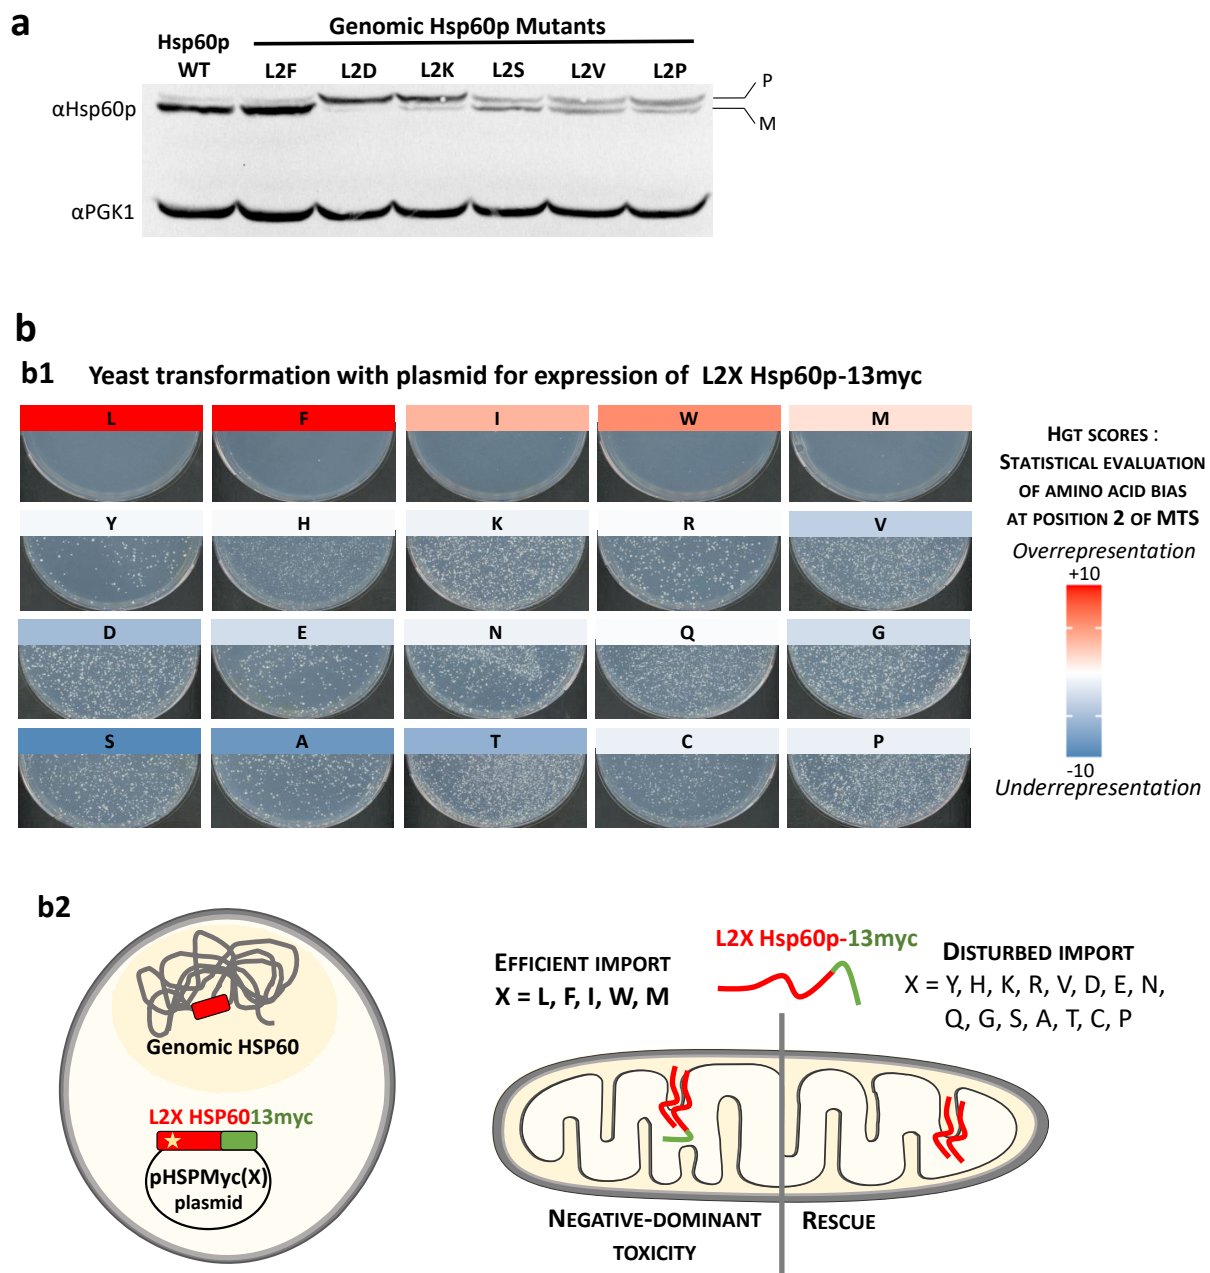 a
Genomic Hsp60p Mutants
Hsp60p
WT L2F L2D L2K L2S L2V L2P
P
αHsp60p
M
αPGK1
b
b1 Yeast transformation with plasmid for expression of L2X Hsp60p-13myc
L F I W M
Y H K R V
D E N Q G
S A T C P
HGT SCORES :
STATISTICAL EVALUATION
OF AMINO ACID BIAS
AT POSITION 2 OF MTS
Overrepresentation
+10
-10
Underrepresentation
b2
Genomic HSP60
L2X HSP6013myc
pHSPMyc(X)
plasmid
L2X Hsp60p-13myc
EFFICIENT IMPORT
X = L, F, I, W, M
DISTURBED IMPORT
X = Y, H, K, R, V, D, E, N,
Q, G, S, A, T, C, P
NEGATIVE-DOMINANT
TOXICITY
RESCUE